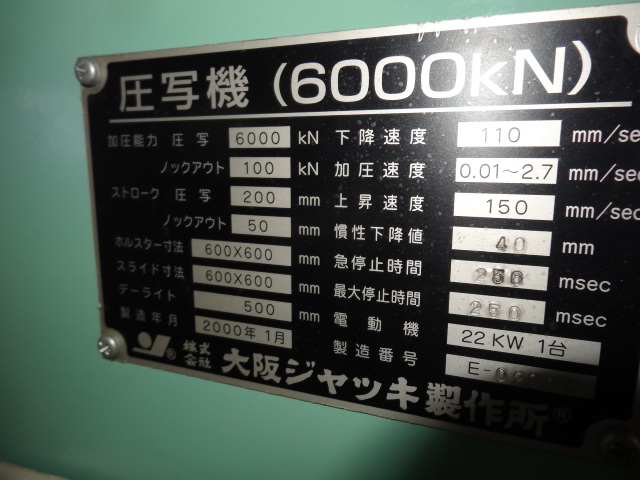 圧写機 (6000kN)
加圧能力 圧写 6000 kN 下降速度 110 mm/se
ノックアウト 100 kN 加圧速度 0.01～2.7 mm/sec
ストローク 圧写 200 mm 上昇速度 150 mm/sec
ノックアウト 50 mm 慣性下降値 40 mm
ホルスター寸法 600X600 mm 急停止時間 msec
スライド寸法 600X600 mm 最大停止時間 250 msec
デーライト 500 mm 電動機 22 KW 1台
製造年月 2000年 1月 製造番号
株式会社 大阪ジャッキ製作所®